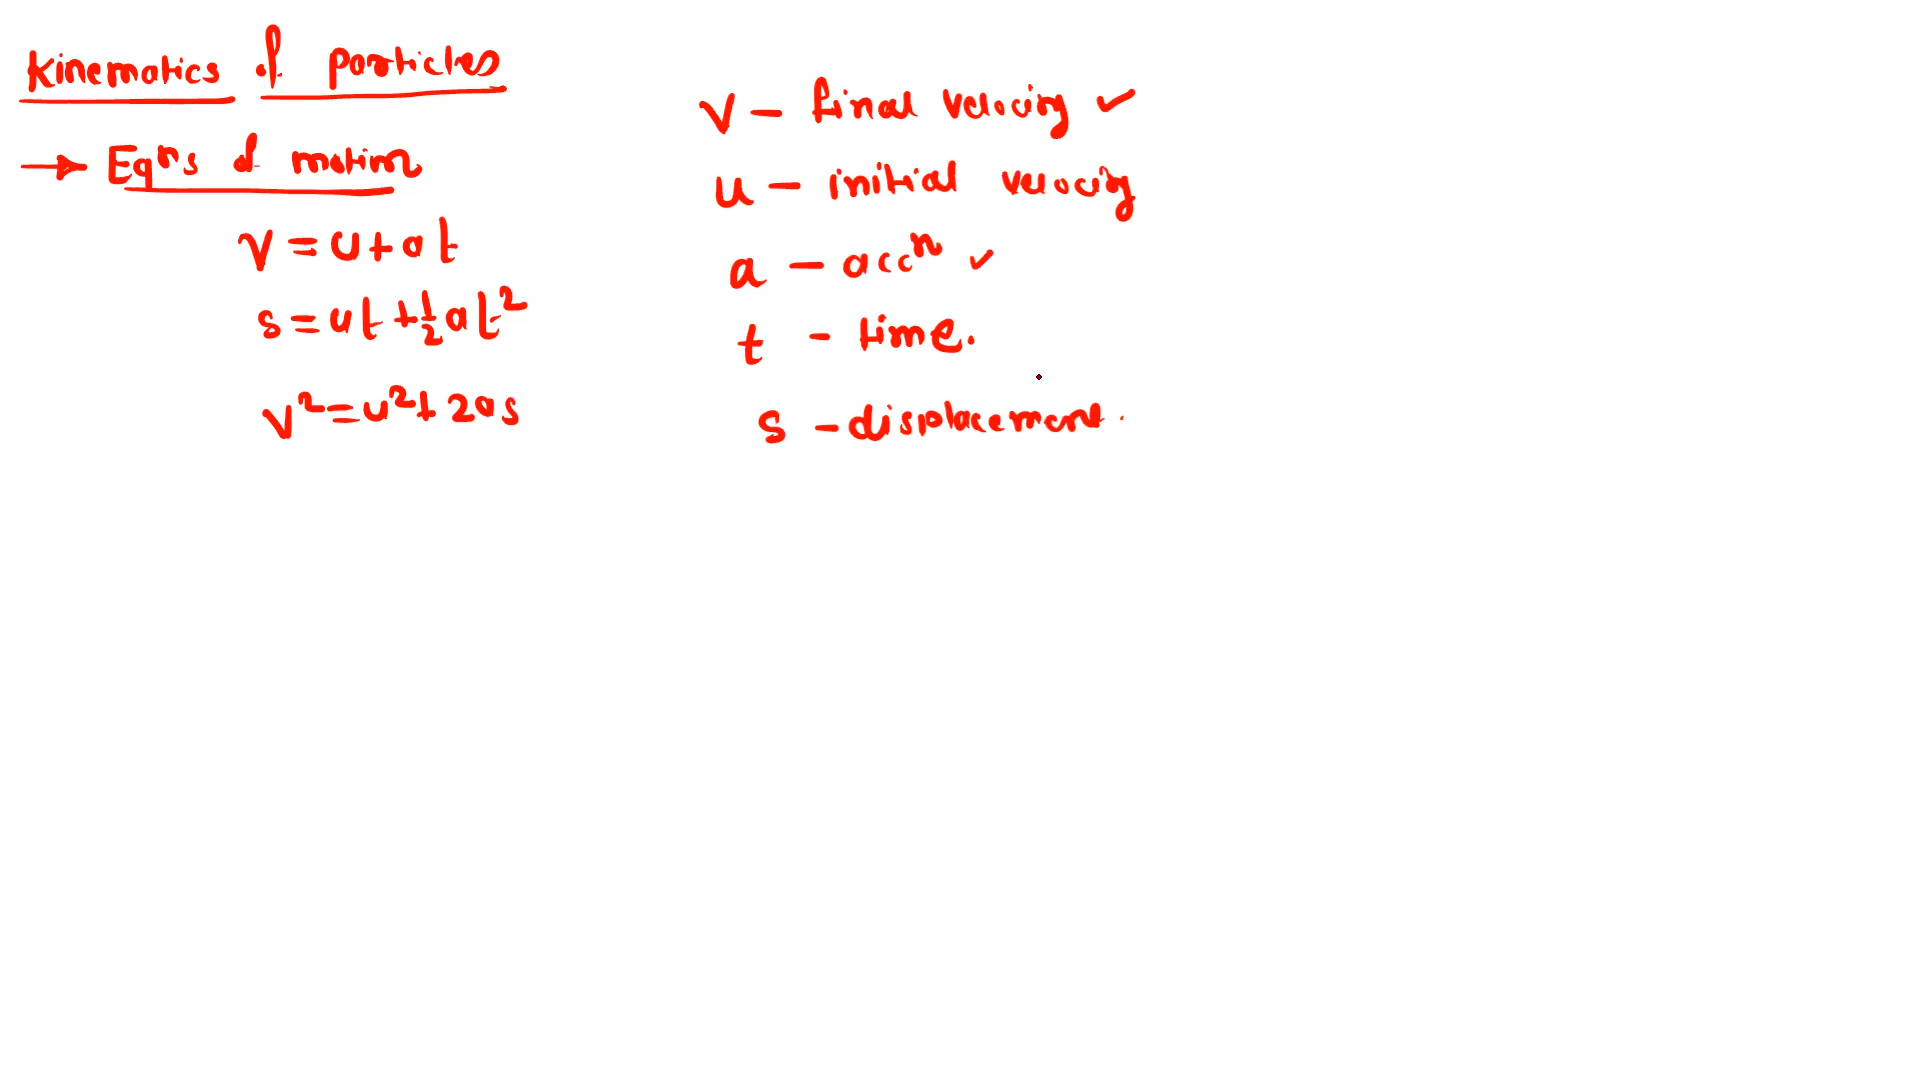 Kinematics of particles
→ Eqⁿs of motion
v = u + at
s = ut + ½at²
v² = u² + 2as
v – final velocity ✓
u – initial velocity
a – accⁿ ✓
t – time.
s – displacement.